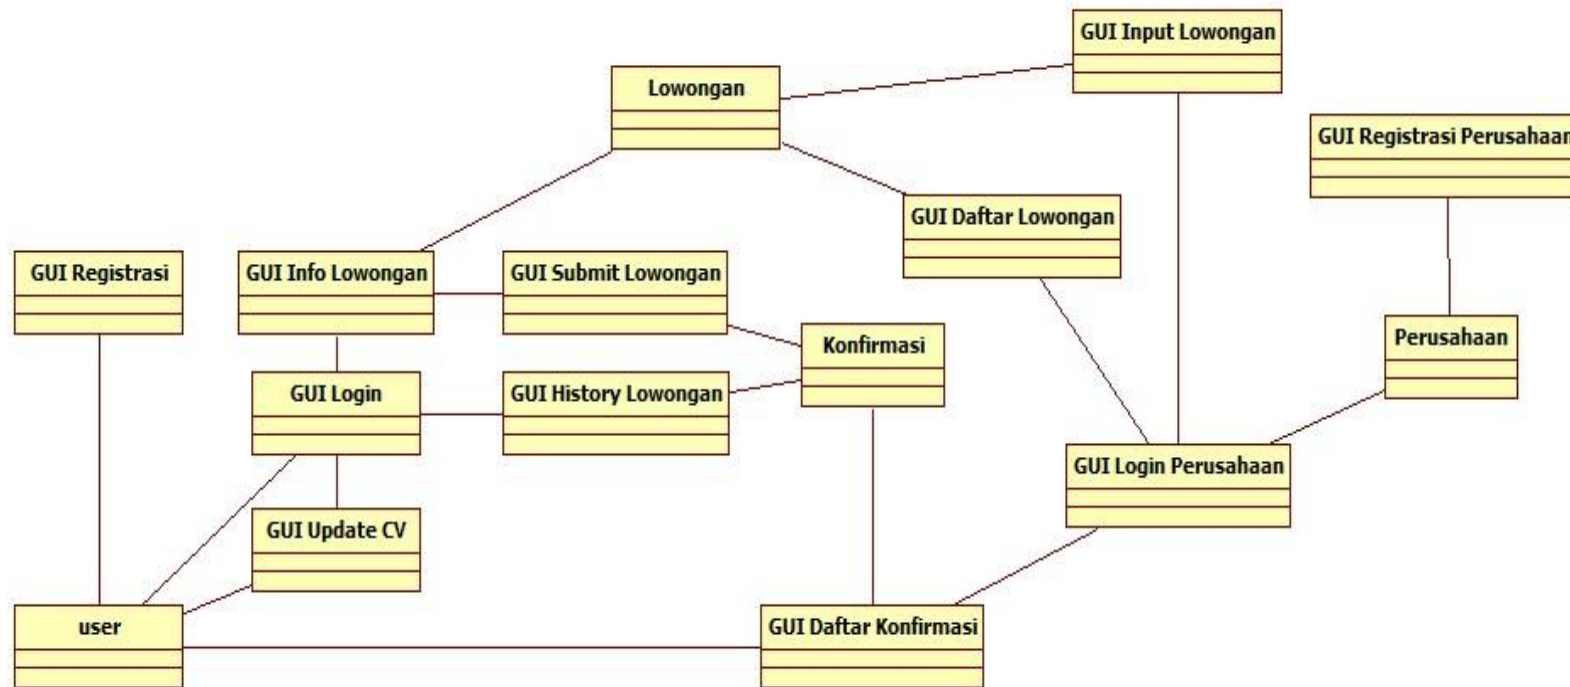 GUI Input Lowongan
Lowongan
GUI Registrasi Perusahaan
GUI Daftar Lowongan
GUI Registrasi
GUI Info Lowongan
GUI Submit Lowongan
Konfirmasi
Perusahaan
GUI Login
GUI History Lowongan
GUI Login Perusahaan
GUI Update CV
user
GUI Daftar Konfirmasi